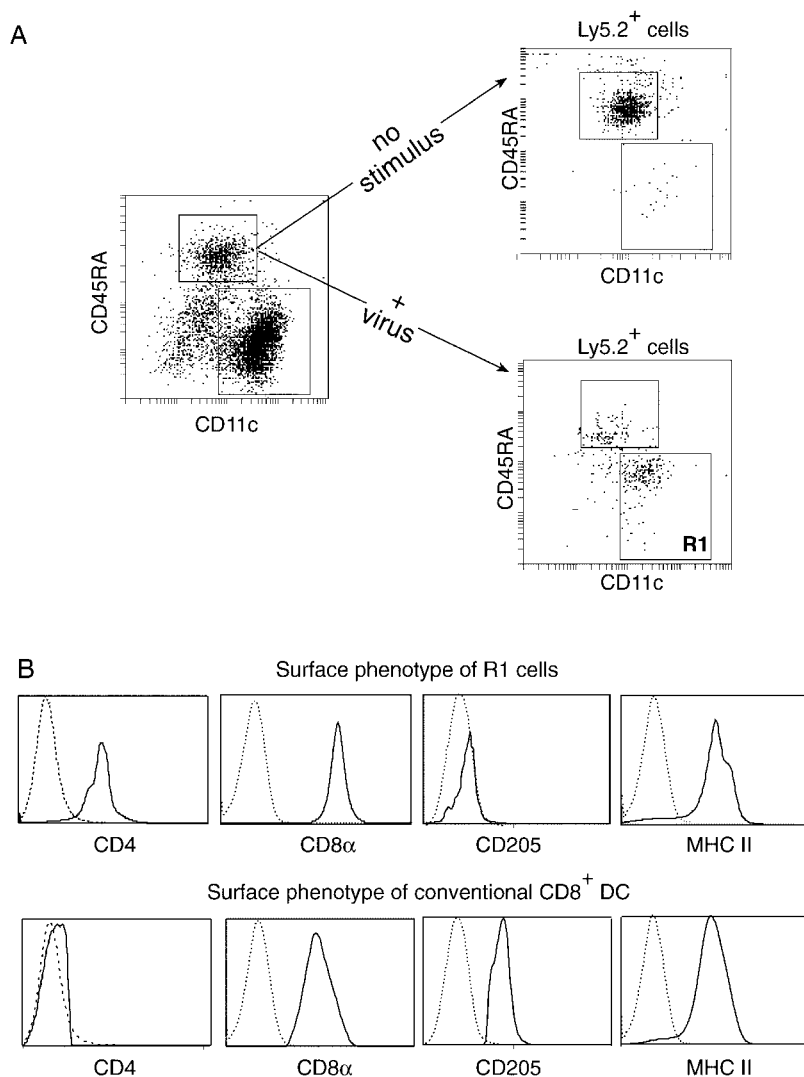 A
Ly5.2+ cells
CD45RA
CD11c
no
stimulus
CD45RA
CD11c
+
virus
Ly5.2+ cells
CD45RA
R1
CD11c
B
Surface phenotype of R1 cells
CD4
CD8α
CD205
MHC II
Surface phenotype of conventional CD8+ DC
CD4
CD8α
CD205
MHC II